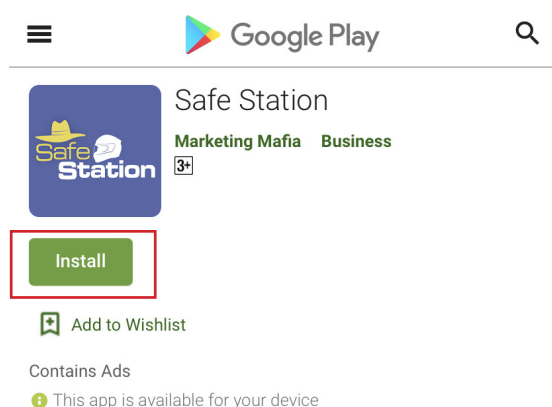 Google Play
Safe Station
Safe
Station
Marketing Mafia Business
3+
Install
Add to Wishlist
Contains Ads
This app is available for your device